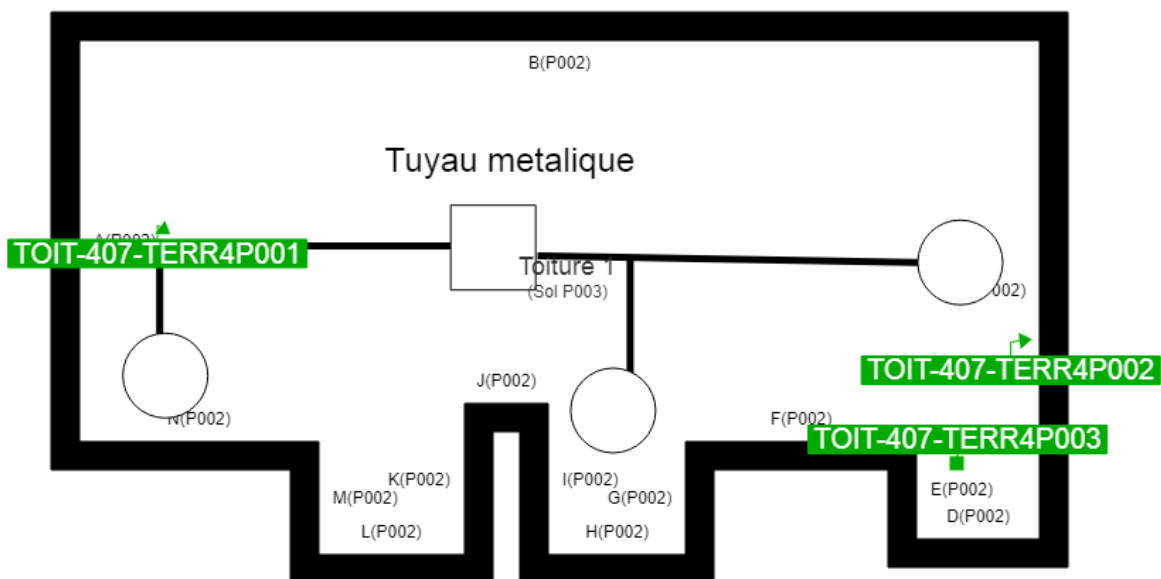 B(P002)
Tuyau metalique
TOIT-407-TERR4P001
Toiture 1
(Sol P003)
002)
TOIT-407-TERR4P002
J(P002)
N(P002)
F(P002)
TOIT-407-TERR4P003
K(P002)
I(P002)
M(P002)
G(P002)
E(P002)
D(P002)
L(P002)
H(P002)